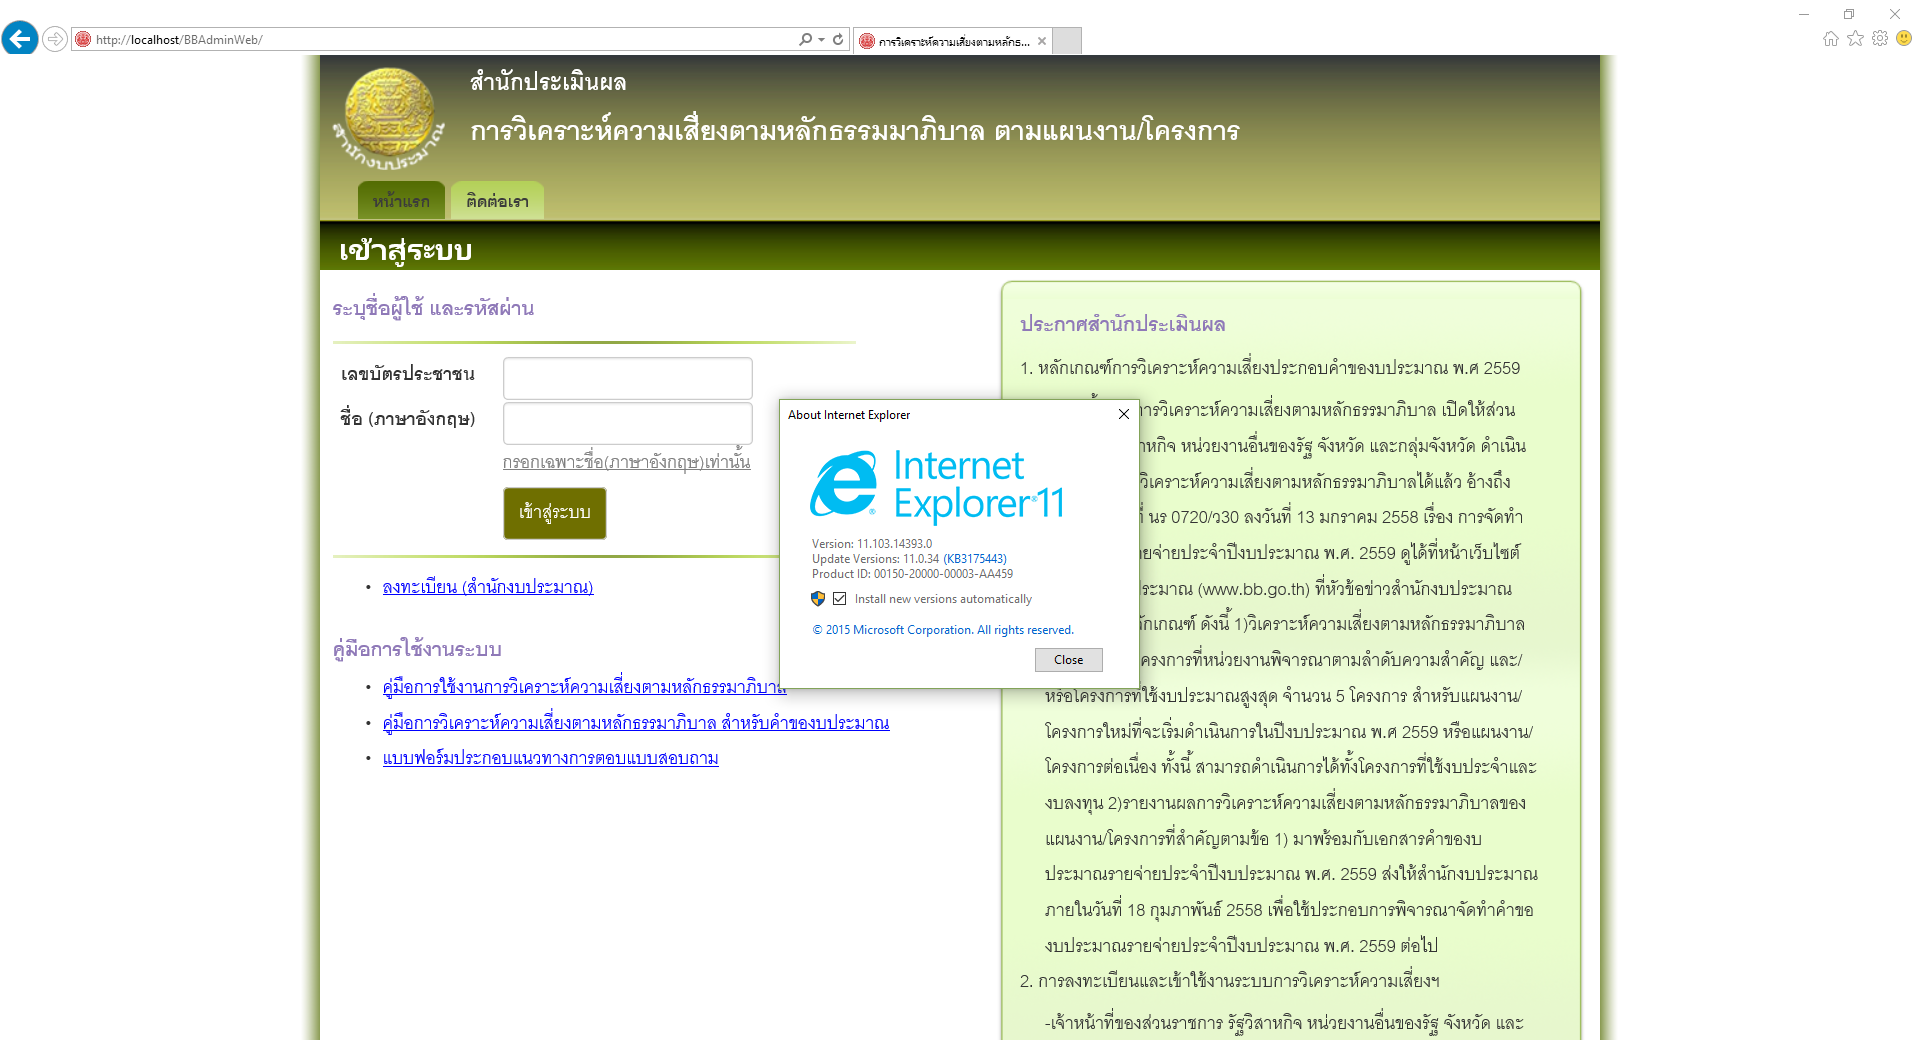 http://localhost/BBAdminWeb/
การวิเคราะห์ความเสี่ยงตามหลักธ...
สำนักงบประมาณ
สำนักประเมินผล
การวิเคราะห์ความเสี่ยงตามหลักธรรมมาภิบาล ตามแผนงาน/โครงการ
หน้าแรก
ติดต่อเรา
เข้าสู่ระบบ
ระบุชื่อผู้ใช้ และรหัสผ่าน
เลขบัตรประชาชน
ชื่อ (ภาษาอังกฤษ)
กรอกเฉพาะชื่อ(ภาษาอังกฤษ)เท่านั้น
เข้าสู่ระบบ
• ลงทะเบียน (สำนักงบประมาณ)
คู่มือการใช้งานระบบ
• คู่มือการใช้งานการวิเคราะห์ความเสี่ยงตามหลักธรรมาภิบาล
• คู่มือการวิเคราะห์ความเสี่ยงตามหลักธรรมาภิบาล สำหรับคำของบประมาณ
• แบบฟอร์มประกอบแนวทางการตอบแบบสอบถาม
About Internet Explorer
Internet
Explorer®11
Version: 11.103.14393.0
Update Versions: 11.0.34 (KB3175443)
Product ID: 00150-20000-00003-AA459
Install new versions automatically
© 2015 Microsoft Corporation. All rights reserved.
Close
ประกาศสำนักประเมินผล
1. หลักเกณฑ์การวิเคราะห์ความเสี่ยงประกอบคำของบประมาณ พ.ศ 2559
ารวิเคราะห์ความเสี่ยงตามหลักธรรมาภิบาล เปิดให้ส่วน
าหกิจ หน่วยงานอื่นของรัฐ จังหวัด และกลุ่มจังหวัด ดำเนิน
วิเคราะห์ความเสี่ยงตามหลักธรรมาภิบาลได้แล้ว อ้างถึง
ที่ นร 0720/ว30 ลงวันที่ 13 มกราคม 2558 เรื่อง การจัดทำ
ยจ่ายประจำปีงบประมาณ พ.ศ. 2559 ดูได้ที่หน้าเว็บไซต์
ประมาณ (www.bb.go.th) ที่หัวข้อข่าวสำนักงบประมาณ
ักเกณฑ์ ดังนี้ 1)วิเคราะห์ความเสี่ยงตามหลักธรรมาภิบาล
ครงการที่หน่วยงานพิจารณาตามลำดับความสำคัญ และ/
หรือโครงการที่ใช้งบประมาณสูงสุด จำนวน 5 โครงการ สำหรับแผนงาน/
โครงการใหม่ที่จะเริ่มดำเนินการในปีงบประมาณ พ.ศ 2559 หรือแผนงาน/
โครงการต่อเนื่อง ทั้งนี้ สามารถดำเนินการได้ทั้งโครงการที่ใช้งบประจำและ
งบลงทุน 2)รายงานผลการวิเคราะห์ความเสี่ยงตามหลักธรรมาภิบาลของ
แผนงาน/โครงการที่สำคัญตามข้อ 1) มาพร้อมกับเอกสารคำของบ
ประมาณรายจ่ายประจำปีงบประมาณ พ.ศ. 2559 ส่งให้สำนักงบประมาณ
ภายในวันที่ 18 กุมภาพันธ์ 2558 เพื่อใช้ประกอบการพิจารณาจัดทำคำขอ
งบประมาณรายจ่ายประจำปีงบประมาณ พ.ศ. 2559 ต่อไป
2. การลงทะเบียนและเข้าใช้งานระบบการวิเคราะห์ความเสี่ยงฯ
-เจ้าหน้าที่ของส่วนราชการ รัฐวิสาหกิจ หน่วยงานอื่นของรัฐ จังหวัด และ